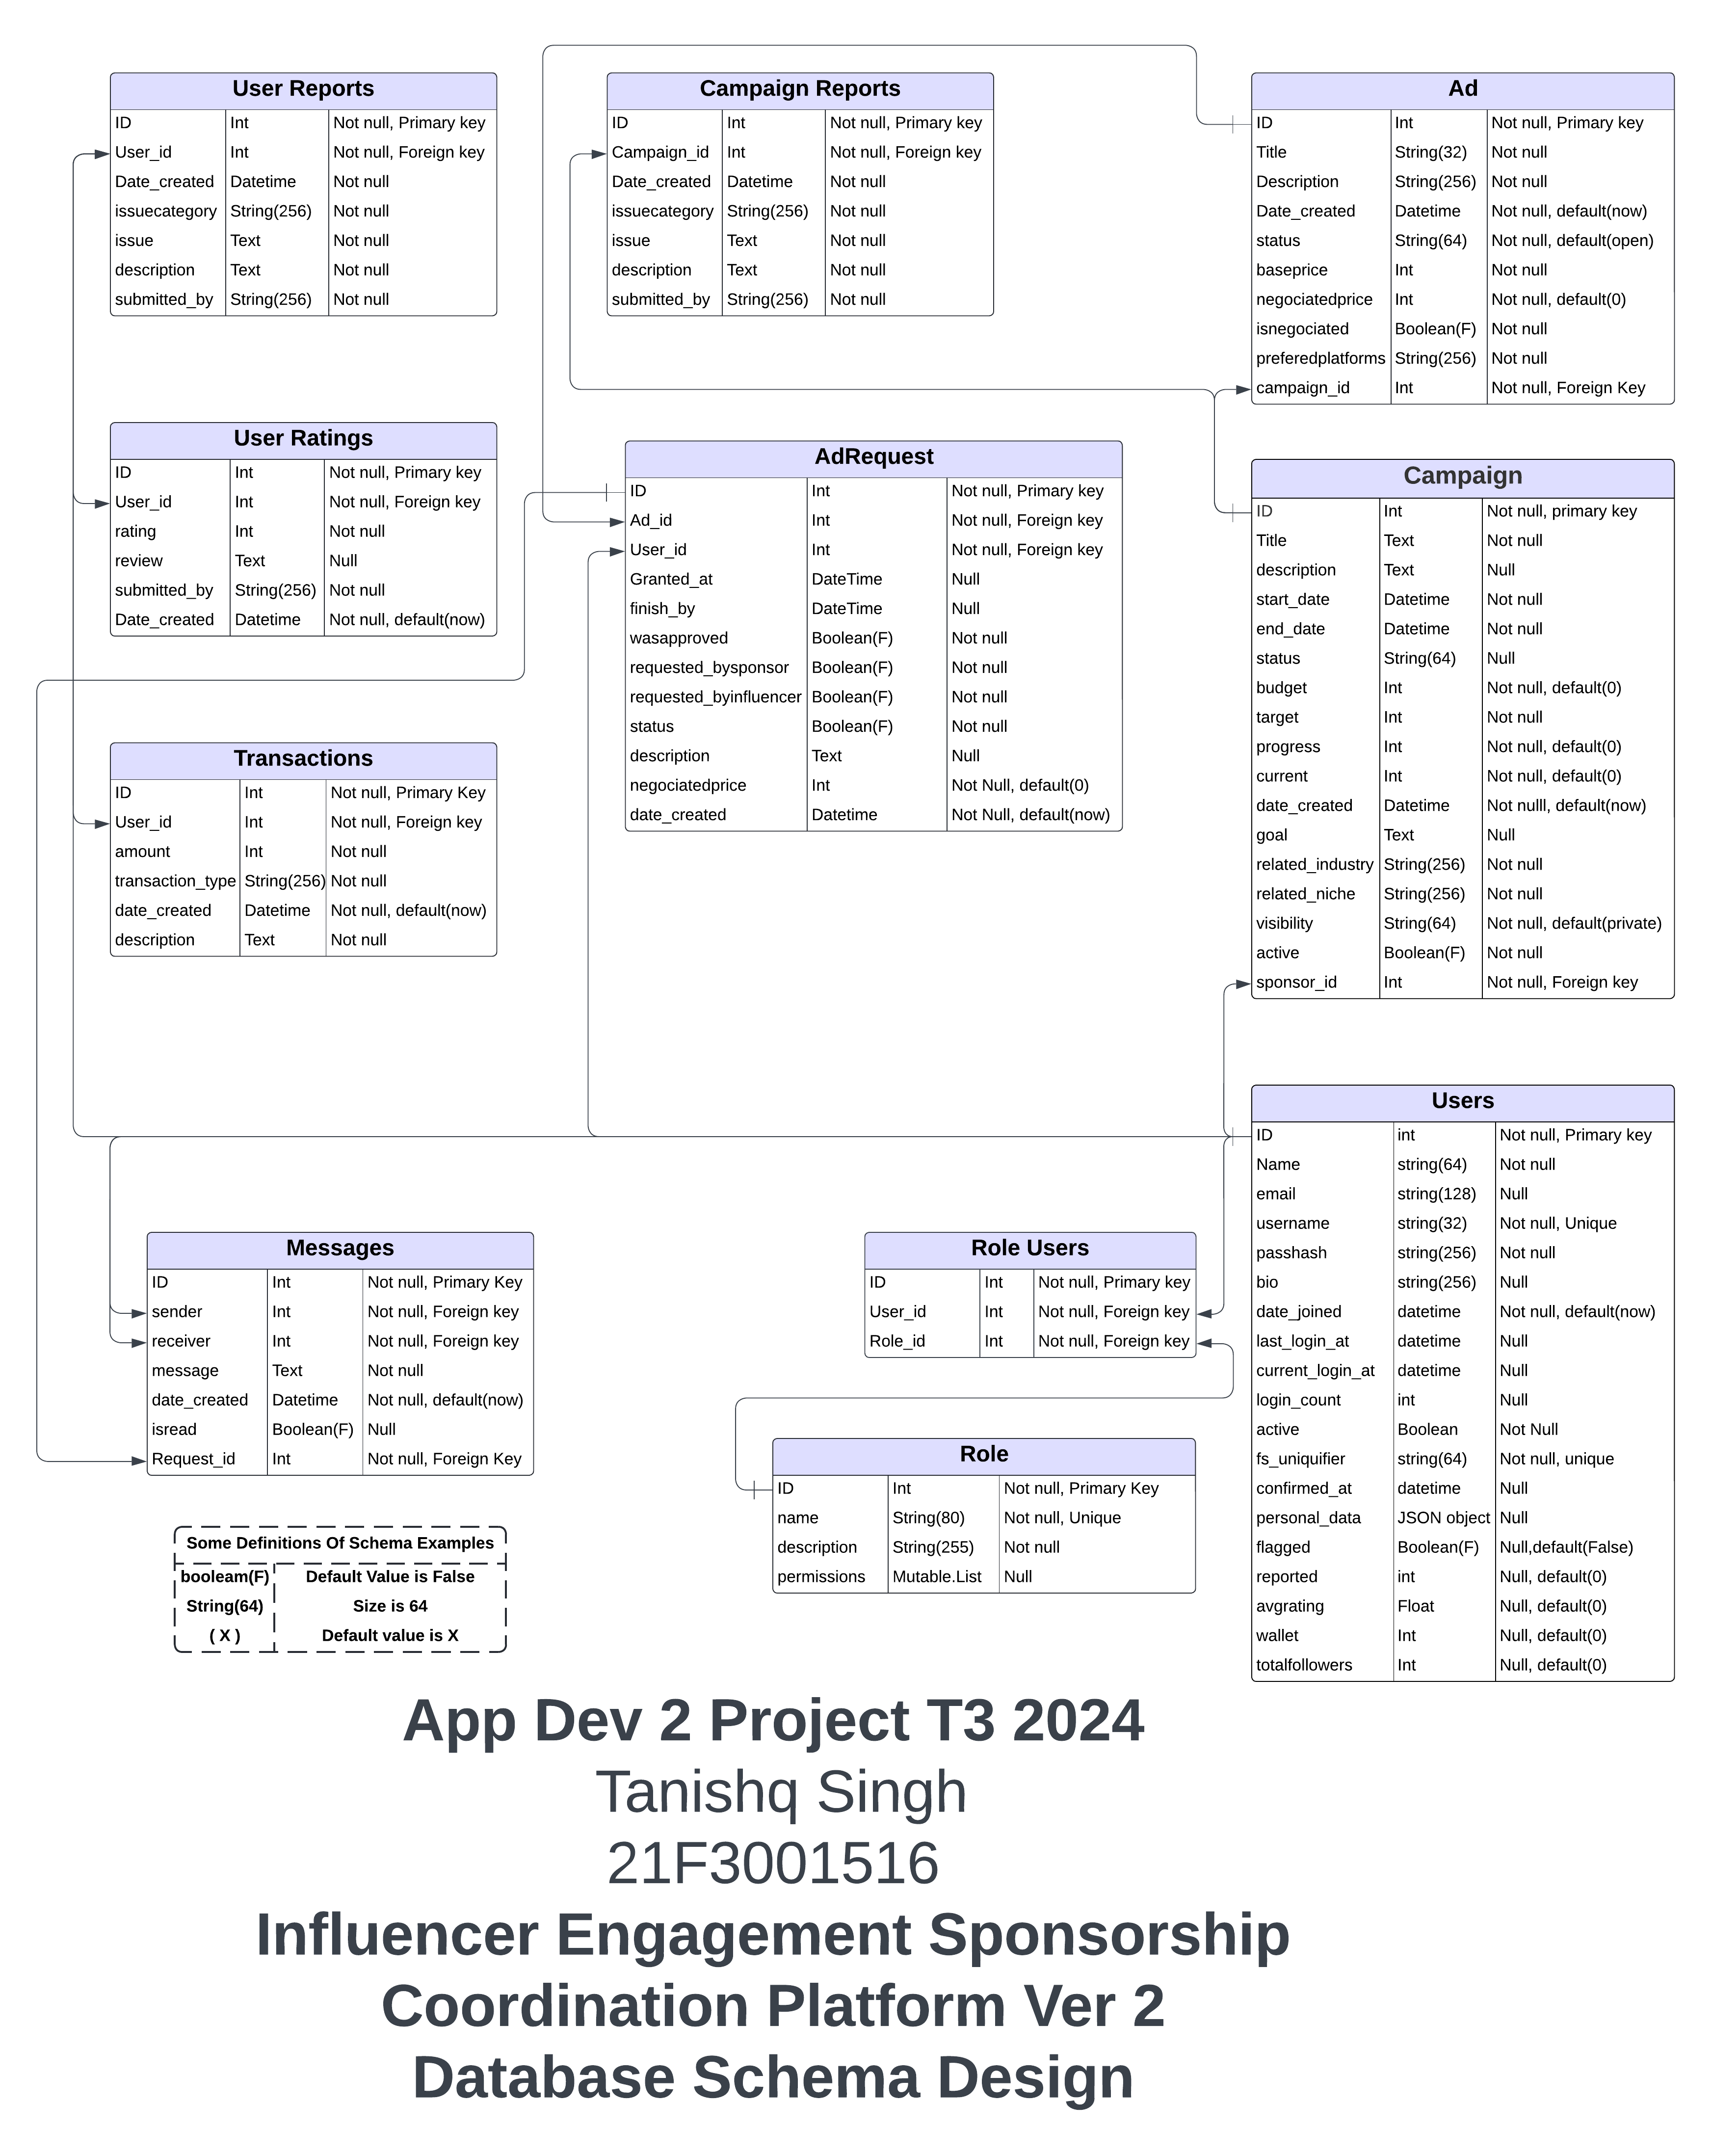 User Reports
ID Int Not null, Primary key
User_id Int Not null, Foreign key
Date_created Datetime Not null
issuecategory String(256) Not null
issue Text Not null
description Text Not null
submitted_by String(256) Not null
Campaign Reports
ID Int Not null, Primary key
Campaign_id Int Not null, Foreign key
Date_created Datetime Not null
issuecategory String(256) Not null
issue Text Not null
description Text Not null
submitted_by String(256) Not null
Ad
ID Int Not null, Primary key
Title String(32) Not null
Description String(256) Not null
Date_created Datetime Not null, default(now)
status String(64) Not null, default(open)
baseprice Int Not null
negociatedprice Int Not null, default(0)
isnegociated Boolean(F) Not null
preferedplatforms String(256) Not null
campaign_id Int Not null, Foreign Key
User Ratings
ID Int Not null, Primary key
User_id Int Not null, Foreign key
rating Int Not null
review Text Null
submitted_by String(256) Not null
Date_created Datetime Not null, default(now)
AdRequest
ID Int Not null, Primary key
Ad_id Int Not null, Foreign key
User_id Int Not null, Foreign key
Granted_at DateTime Null
finish_by DateTime Null
wasapproved Boolean(F) Not null
requested_bysponsor Boolean(F) Not null
requested_byinfluencer Boolean(F) Not null
status Boolean(F) Not null
description Text Null
negociatedprice Int Not Null, default(0)
date_created Datetime Not Null, default(now)
Campaign
ID Int Not null, primary key
Title Text Not null
description Text Null
start_date Datetime Not null
end_date Datetime Not null
status String(64) Null
budget Int Not null, default(0)
target Int Not null
progress Int Not null, default(0)
current Int Not null, default(0)
date_created Datetime Not null, default(now)
goal Text Null
related_industry String(256) Not null
related_niche String(256) Not null
visibility String(64) Not null, default(private)
active Boolean(F) Not null
sponsor_id Int Not null, Foreign key
Transactions
ID Int Not null, Primary Key
User_id Int Not null, Foreign key
amount Int Not null
transaction_type String(256) Not null
date_created Datetime Not null, default(now)
description Text Not null
Users
ID int Not null, Primary key
Name string(64) Not null
email string(128) Null
username string(32) Not null, Unique
passhash string(256) Not null
bio string(256) Null
date_joined datetime Not null, default(now)
last_login_at datetime Null
current_login_at datetime Null
login_count int Null
active Boolean Not Null
fs_uniquifier string(64) Not null, unique
confirmed_at datetime Null
personal_data JSON object Null
flagged Boolean(F) Null,default(False)
reported int Null, default(0)
avgrating Float Null, default(0)
wallet Int Null, default(0)
totalfollowers Int Null, default(0)
Messages
ID Int Not null, Primary Key
sender Int Not null, Foreign key
receiver Int Not null, Foreign key
message Text Not null
date_created Datetime Not null, default(now)
isread Boolean(F) Null
Request_id Int Not null, Foreign Key
Role Users
ID Int Not null, Primary key
User_id Int Not null, Foreign key
Role_id Int Not null, Foreign key
Role
ID Int Not null, Primary Key
name String(80) Not null, Unique
description String(255) Not null
permissions Mutable.List Null
Some Definitions Of Schema Examples
booleam(F) Default Value is False
String(64) Size is 64
( X ) Default value is X
App Dev 2 Project T3 2024
Tanishq Singh
21F3001516
Influencer Engagement Sponsorship
Coordination Platform Ver 2
Database Schema Design